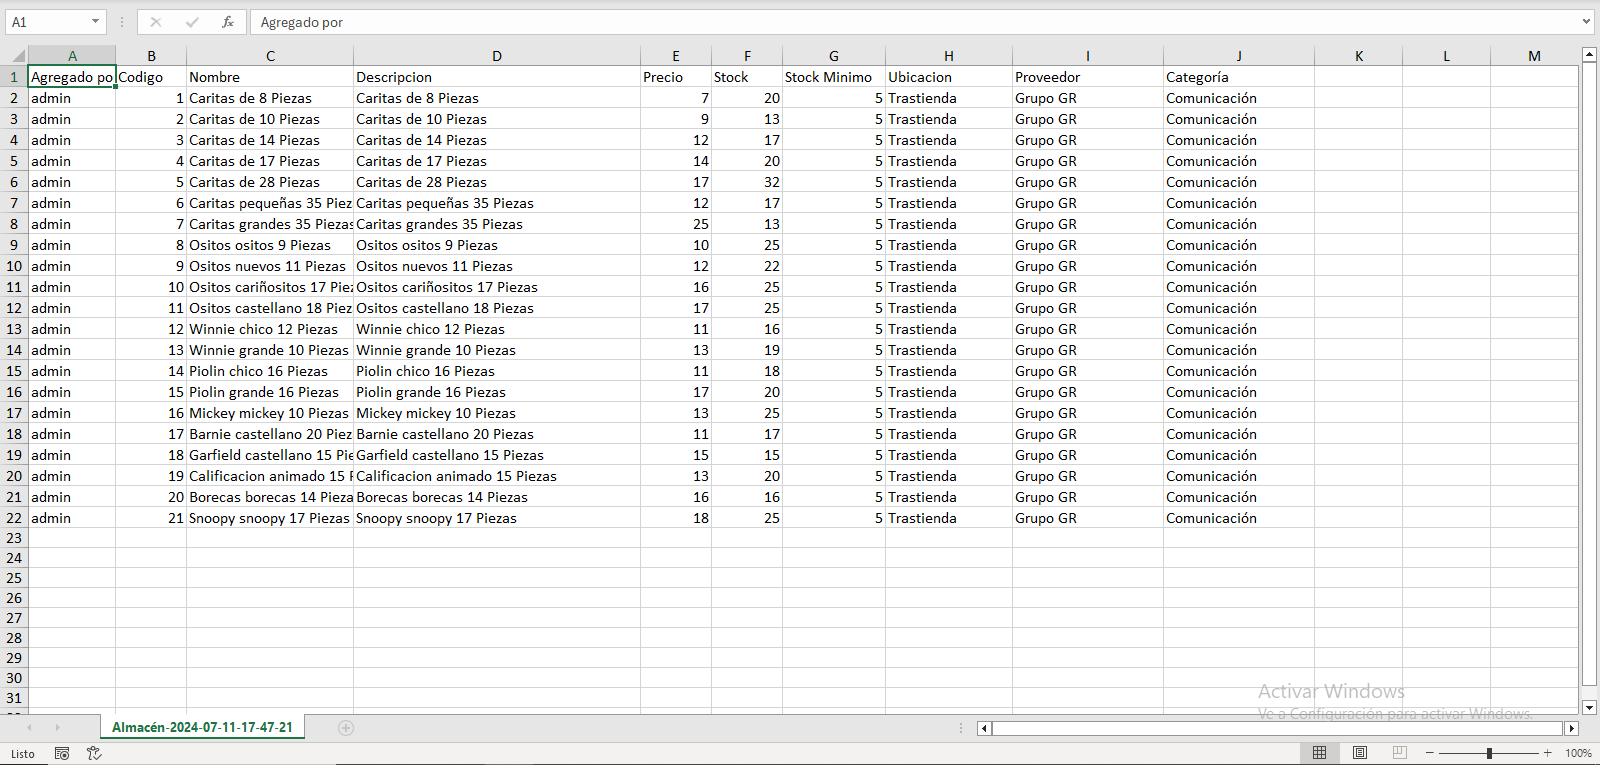 A1 fx Agregado por
A B C D E F G H I J K L M
1 Agregado po Codigo Nombre Descripcion Precio Stock Stock Minimo Ubicacion Proveedor Categoría
2 admin 1 Caritas de 8 Piezas Caritas de 8 Piezas 7 20 5 Trastienda Grupo GR Comunicación
3 admin 2 Caritas de 10 Piezas Caritas de 10 Piezas 9 13 5 Trastienda Grupo GR Comunicación
4 admin 3 Caritas de 14 Piezas Caritas de 14 Piezas 12 17 5 Trastienda Grupo GR Comunicación
5 admin 4 Caritas de 17 Piezas Caritas de 17 Piezas 14 20 5 Trastienda Grupo GR Comunicación
6 admin 5 Caritas de 28 Piezas Caritas de 28 Piezas 17 32 5 Trastienda Grupo GR Comunicación
7 admin 6 Caritas pequeñas 35 Piez Caritas pequeñas 35 Piezas 12 17 5 Trastienda Grupo GR Comunicación
8 admin 7 Caritas grandes 35 Piezas Caritas grandes 35 Piezas 25 13 5 Trastienda Grupo GR Comunicación
9 admin 8 Ositos ositos 9 Piezas Ositos ositos 9 Piezas 10 25 5 Trastienda Grupo GR Comunicación
10 admin 9 Ositos nuevos 11 Piezas Ositos nuevos 11 Piezas 12 22 5 Trastienda Grupo GR Comunicación
11 admin 10 Ositos cariñositos 17 Piez Ositos cariñositos 17 Piezas 16 25 5 Trastienda Grupo GR Comunicación
12 admin 11 Ositos castellano 18 Piez Ositos castellano 18 Piezas 17 25 5 Trastienda Grupo GR Comunicación
13 admin 12 Winnie chico 12 Piezas Winnie chico 12 Piezas 11 16 5 Trastienda Grupo GR Comunicación
14 admin 13 Winnie grande 10 Piezas Winnie grande 10 Piezas 13 19 5 Trastienda Grupo GR Comunicación
15 admin 14 Piolin chico 16 Piezas Piolin chico 16 Piezas 11 18 5 Trastienda Grupo GR Comunicación
16 admin 15 Piolin grande 16 Piezas Piolin grande 16 Piezas 17 20 5 Trastienda Grupo GR Comunicación
17 admin 16 Mickey mickey 10 Piezas Mickey mickey 10 Piezas 13 25 5 Trastienda Grupo GR Comunicación
18 admin 17 Barnie castellano 20 Piez Barnie castellano 20 Piezas 11 17 5 Trastienda Grupo GR Comunicación
19 admin 18 Garfield castellano 15 Pie Garfield castellano 15 Piezas 15 15 5 Trastienda Grupo GR Comunicación
20 admin 19 Calificacion animado 15 P Calificacion animado 15 Piezas 13 20 5 Trastienda Grupo GR Comunicación
21 admin 20 Borecas borecas 14 Pieza Borecas borecas 14 Piezas 16 16 5 Trastienda Grupo GR Comunicación
22 admin 21 Snoopy snoopy 17 Piezas Snoopy snoopy 17 Piezas 18 25 5 Trastienda Grupo GR Comunicación
23
24
25
26
27
28
29
30
31
Activar Windows
Ve a Configuración para activar Windows.
Almacén-2024-07-11-17-47-21
Listo 100%